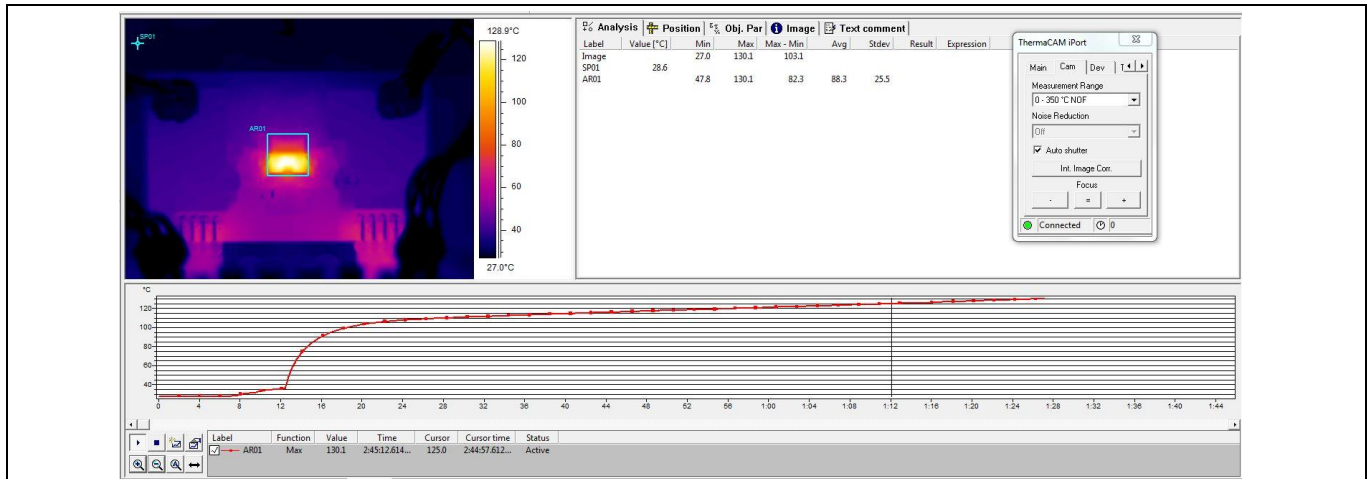 SP01
AR01
128.9°C
120
100
80
60
40
27.0°C
Analysis Position Obj. Par Image Text comment
Label Value [°C] Min Max Max - Min Avg Stdev Result Expression
Image 27.0 130.1 103.1
SP01 28.6
AR01 47.8 130.1 82.3 88.3 25.5
ThermaCAM iPort
Main Cam Dev
Measurement Range
0 - 350 °C NOF
Noise Reduction
Off
Auto shutter
Int. Image Corr.
Focus
- = +
Connected 0
°C
120
100
80
60
40
0 4 8 12 16 20 24 28 32 36 40 44 48 52 56 1:00 1:04 1:08 1:12 1:16 1:20 1:24 1:28 1:32 1:36 1:40 1:44
Label Function Value Time Cursor Cursor time Status
AR01 Max 130.1 2:45:12.614... 125.0 2:44:57.612... Active